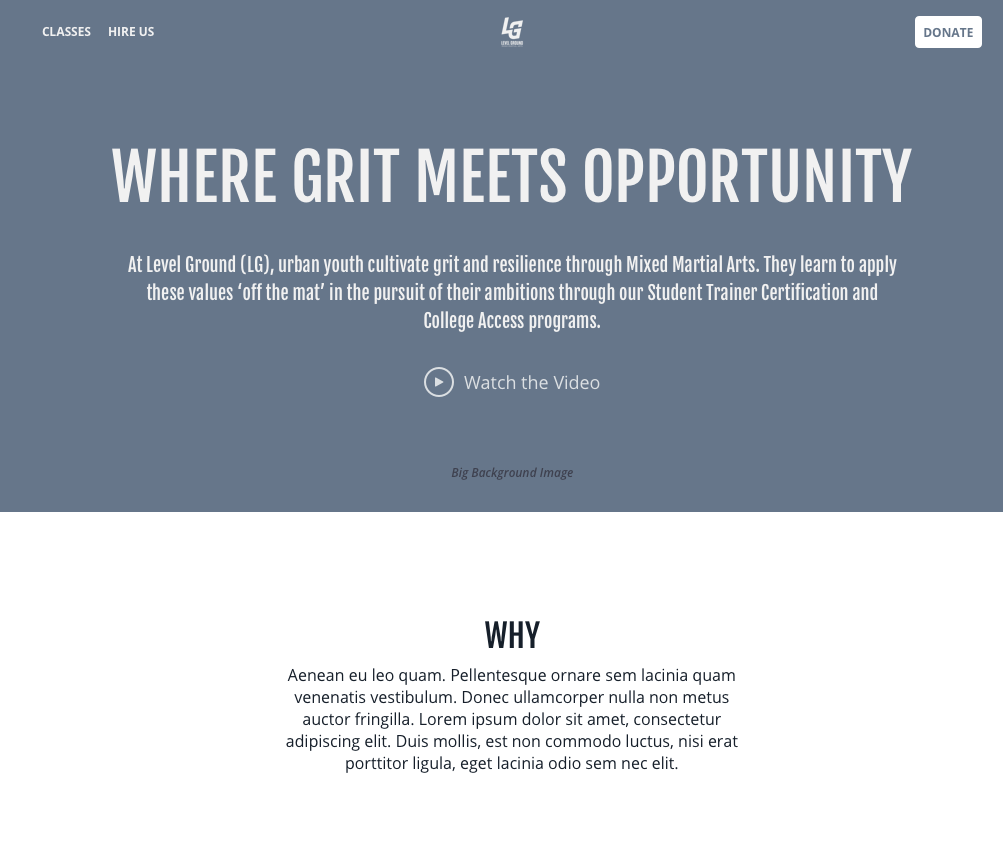 CLASSES HIRE US
LG
LEVEL GROUND
DONATE
WHERE GRIT MEETS OPPORTUNITY
At Level Ground (LG), urban youth cultivate grit and resilience through Mixed Martial Arts. They learn to apply
these values ‘off the mat’ in the pursuit of their ambitions through our Student Trainer Certification and
College Access programs.
Watch the Video
Big Background Image
WHY
Aenean eu leo quam. Pellentesque ornare sem lacinia quam
venenatis vestibulum. Donec ullamcorper nulla non metus
auctor fringilla. Lorem ipsum dolor sit amet, consectetur
adipiscing elit. Duis mollis, est non commodo luctus, nisi erat
porttitor ligula, eget lacinia odio sem nec elit.